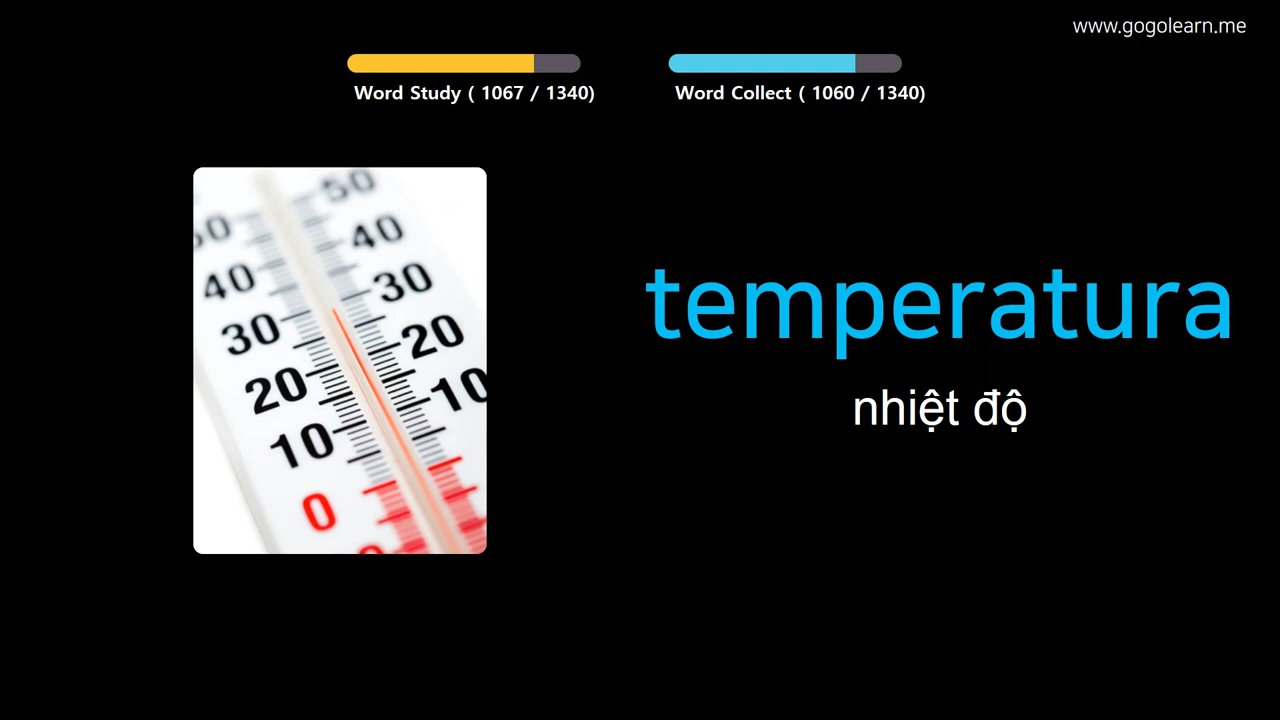 www.gogolearn.me
Word Study ( 1067 / 1340)
Word Collect ( 1060 / 1340)
50
40
30
20
10
40
30
20
10
0
temperatura
nhiệt độ